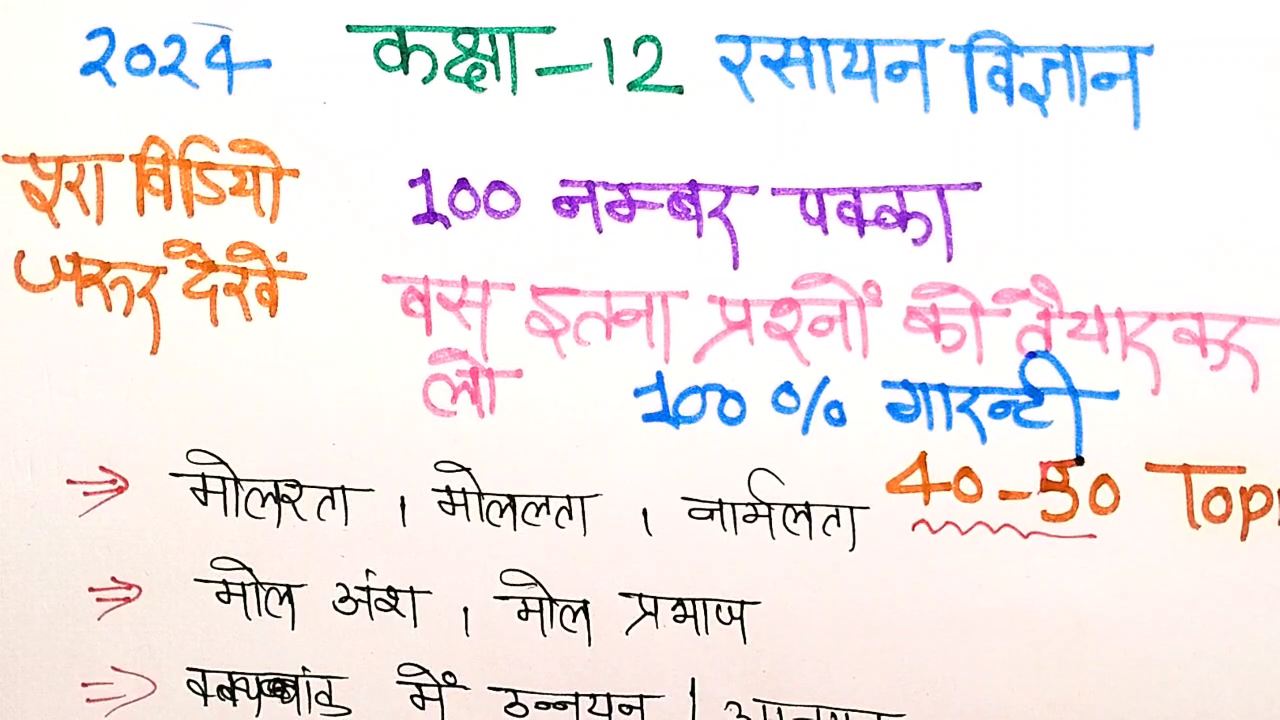 2024 कक्षा-12 रसायन विज्ञान
पूरा विडियो
जरूर देखें
100 नम्बर पक्का
बस इतना प्रश्नों को तैयार कर
लो 100% गारन्टी
40-50 Top
⇒ मोलरता । मोललता । नार्मलता
⇒ मोल अंश । मोल प्रभाज
⇒ में उन्नयन |